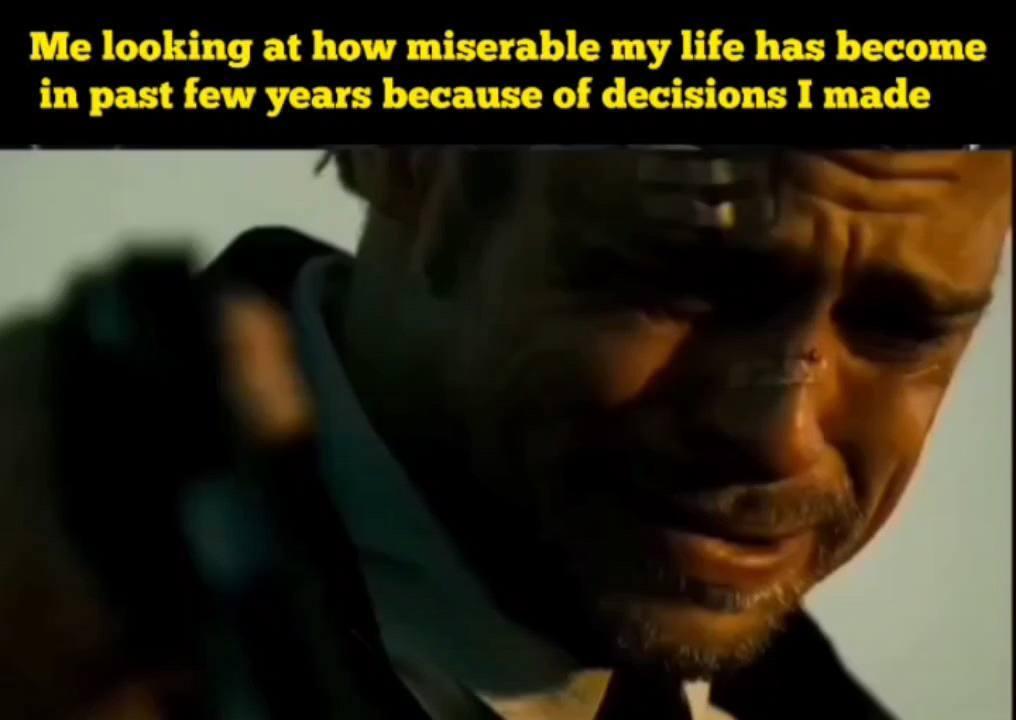 Me looking at how miserable my life has become
in past few years because of decisions I made